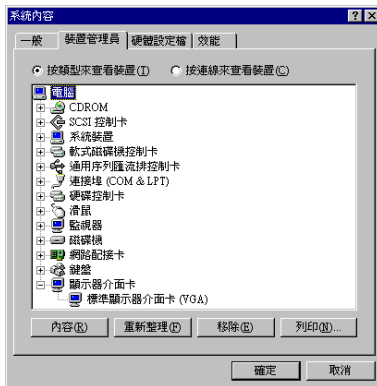 系統內容
一般 裝置管理員 硬體設定檔 效能
按類型來查看裝置(I) 按連線來查看裝置(C)
電腦
CDROM
SCSI 控制卡
系統裝置
軟式磁碟機控制卡
通用序列匯流排控制卡
連接埠 (COM & LPT)
硬碟控制卡
滑鼠
監視器
磁碟機
網路配接卡
鍵盤
顯示器介面卡
標準顯示器介面卡 (VGA)
內容(R) 重新整理(F) 移除(E) 列印(N)...
確定 取消